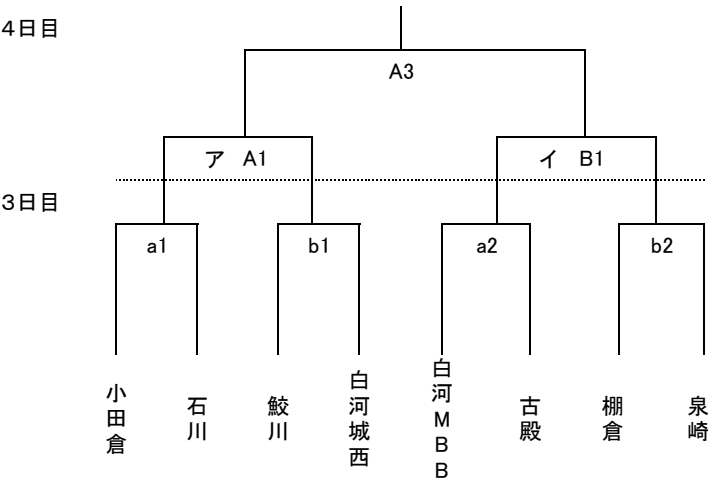 4日目
A3
ア A1
イ B1
3日目
a1
b1
a2
b2
小田倉
石川
鮫川
白河城西
白河MBB
古殿
棚倉
泉崎